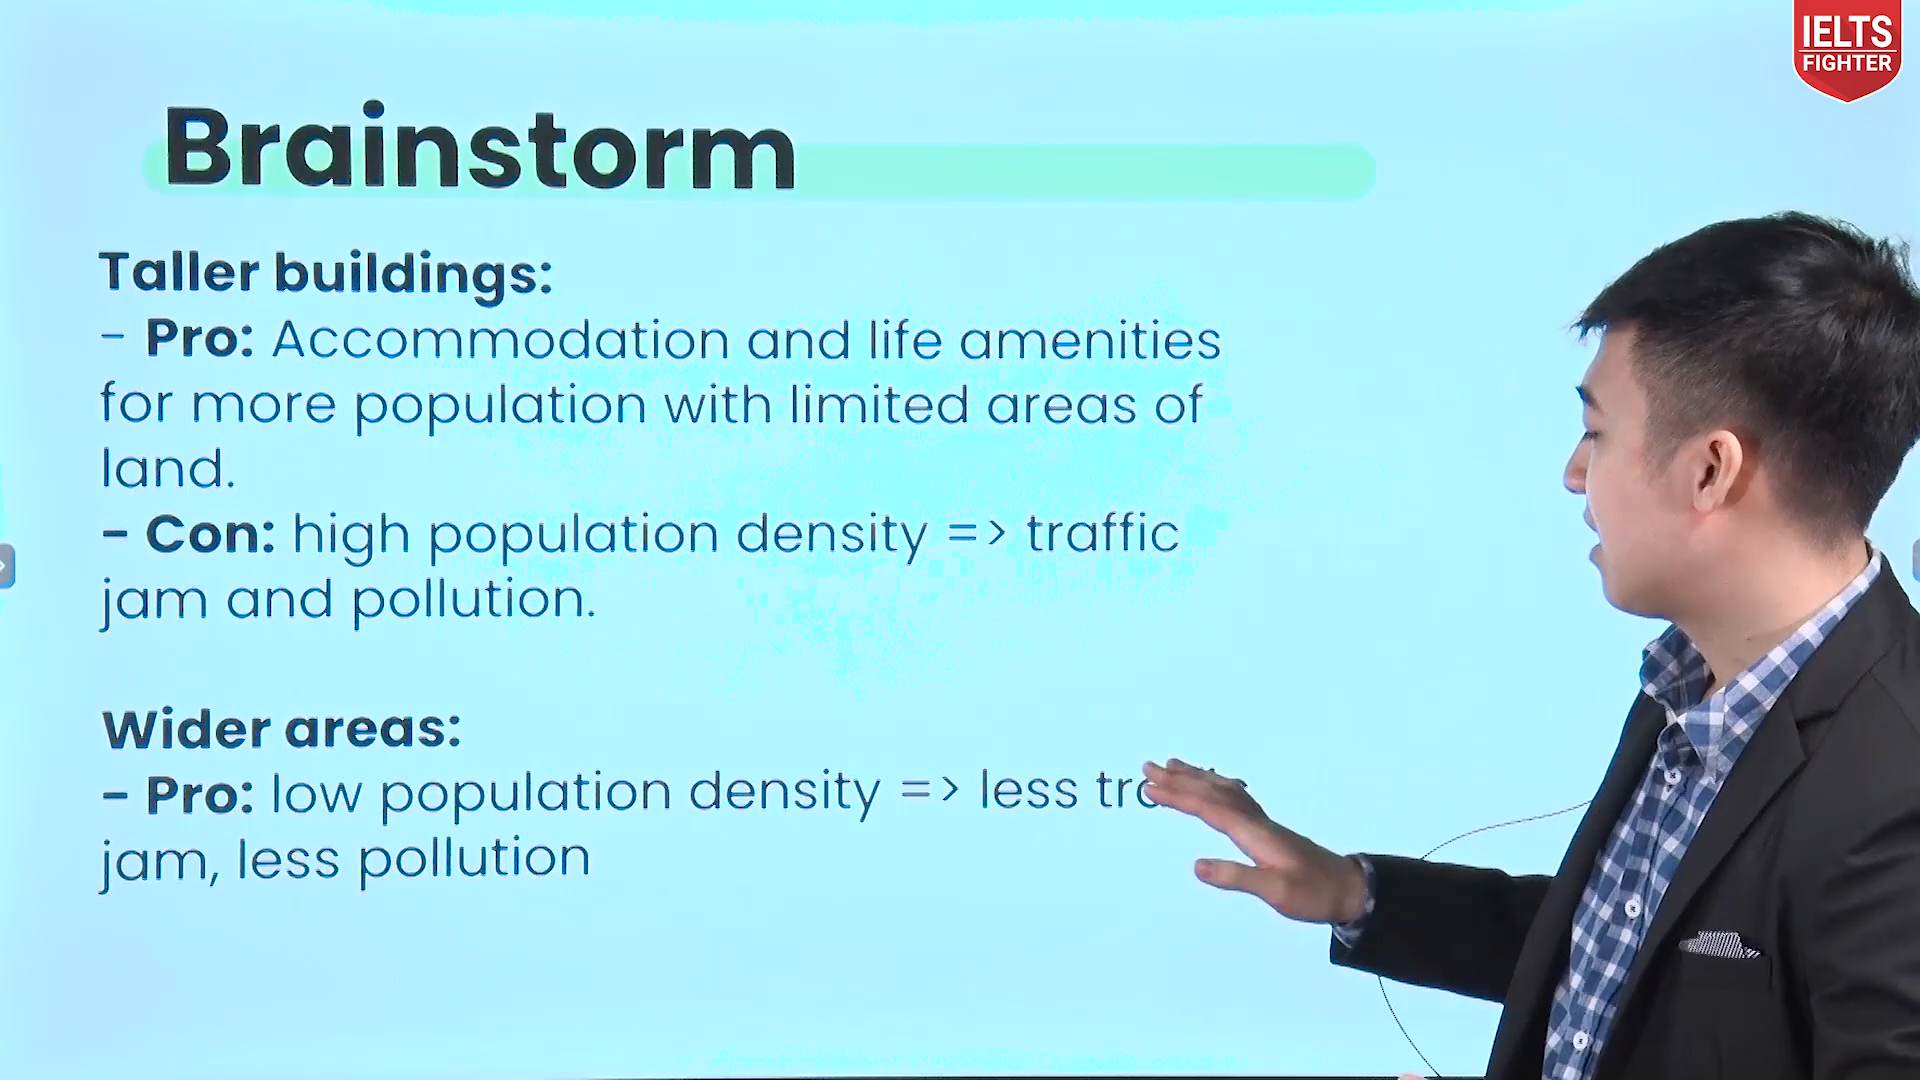 IELTS
FIGHTER
Brainstorm
Taller buildings:
- Pro: Accommodation and life amenities
for more population with limited areas of
land.
- Con: high population density => traffic
jam and pollution.
Wider areas:
- Pro: low population density => less
jam, less pollution